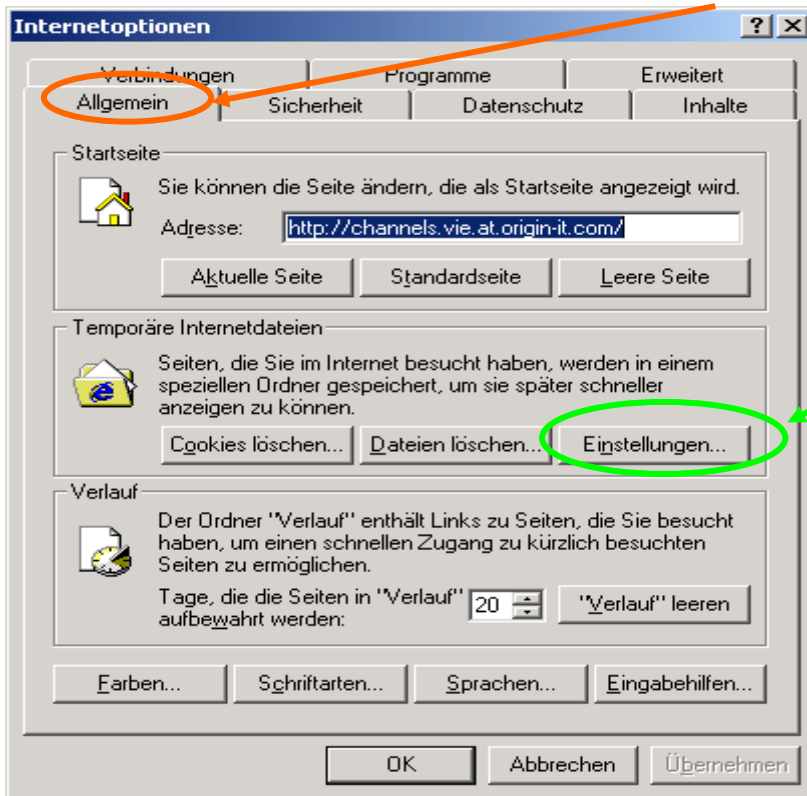 Internetoptionen
Verbindungen Programme Erweitert
Allgemein Sicherheit Datenschutz Inhalte
Startseite
Sie können die Seite ändern, die als Startseite angezeigt wird.
Adresse: http://channels.vie.at.origin-it.com/
Aktuelle Seite Standardseite Leere Seite
Temporäre Internetdateien
Seiten, die Sie im Internet besucht haben, werden in einem
speziellen Ordner gespeichert, um sie später schneller
anzeigen zu können.
Cookies löschen... Dateien löschen... Einstellungen...
Verlauf
Der Ordner "Verlauf" enthält Links zu Seiten, die Sie besucht
haben, um einen schnellen Zugang zu kürzlich besuchten
Seiten zu ermöglichen.
Tage, die die Seiten in "Verlauf" 20 "Verlauf" leeren
aufbewahrt werden:
Farben... Schriftarten... Sprachen... Eingabehilfen...
OK Abbrechen Übernehmen